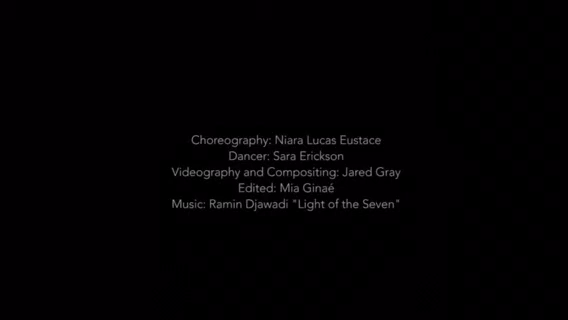 Choreography: Niara Lucas Eustace
Dancer: Sara Erickson
Videography and Compositing: Jared Gray
Edited: Mia Ginaé
Music: Ramin Djawadi "Light of the Seven"